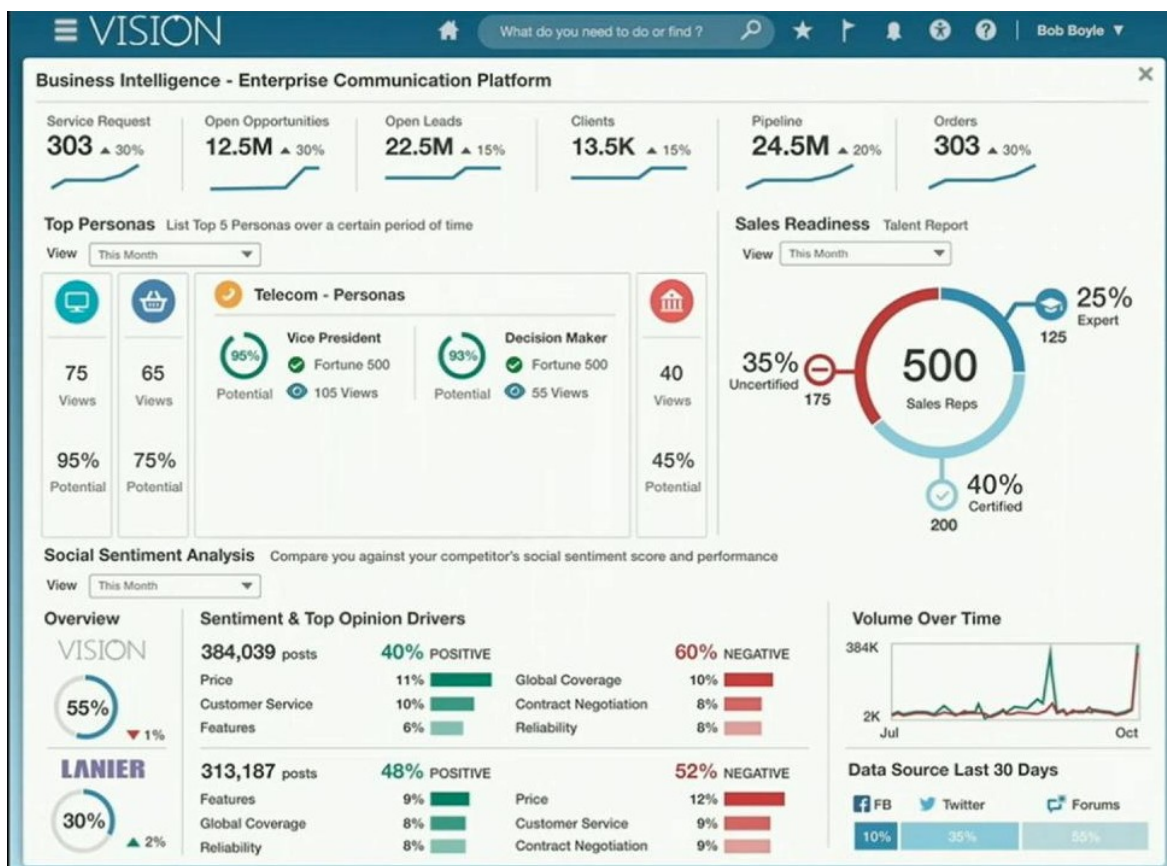 VISION
What do you need to do or find ?
Bob Boyle
Business Intelligence - Enterprise Communication Platform
Service Request
303 30%
Open Opportunities
12.5M 30%
Open Leads
22.5M 15%
Clients
13.5K 15%
Pipeline
24.5M 20%
Orders
303 30%
Top Personas List Top 5 Personas over a certain period of time
View This Month
75
Views
95%
Potential
65
Views
75%
Potential
Telecom - Personas
95%
Potential
Vice President
Fortune 500
105 Views
93%
Potential
Decision Maker
Fortune 500
55 Views
40
Views
45%
Potential
Sales Readiness Talent Report
View This Month
25%
Expert
125
35%
Uncertified
175
500
Sales Reps
40%
Certified
200
Social Sentiment Analysis Compare you against your competitor's social sentiment score and performance
View This Month
Overview
VISION
55%
1%
LANIER
30%
2%
Sentiment & Top Opinion Drivers
384,039 posts 40% POSITIVE 60% NEGATIVE
Price 11% Global Coverage 10%
Customer Service 10% Contract Negotiation 8%
Features 6% Reliability 8%
313,187 posts 48% POSITIVE 52% NEGATIVE
Features 9% Price 12%
Global Coverage 8% Customer Service 9%
Reliability 8% Contract Negotiation 9%
Volume Over Time
384K
2K
Jul Oct
Data Source Last 30 Days
FB Twitter Forums
10% 35% 55%